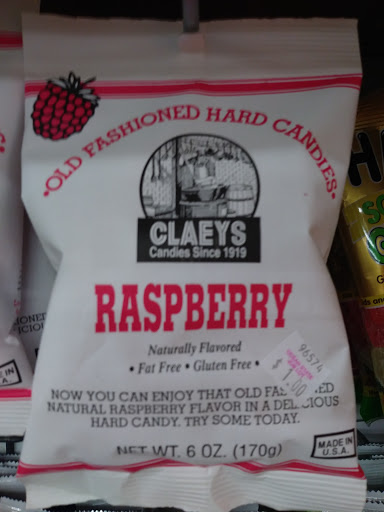 •OLD FASHIONED HARD CANDIES•
CLAEYS
Candies Since 1919
RASPBERRY
Naturally Flavored
• Fat Free • Gluten Free •
96574
$1.00
NOW YOU CAN ENJOY THAT OLD
NATURAL RASPBERRY FLAVOR IN A
HARD CANDY. TRY SOME TODAY.
NET WT. 6 OZ. (170g)
MADE IN
U.S.A.